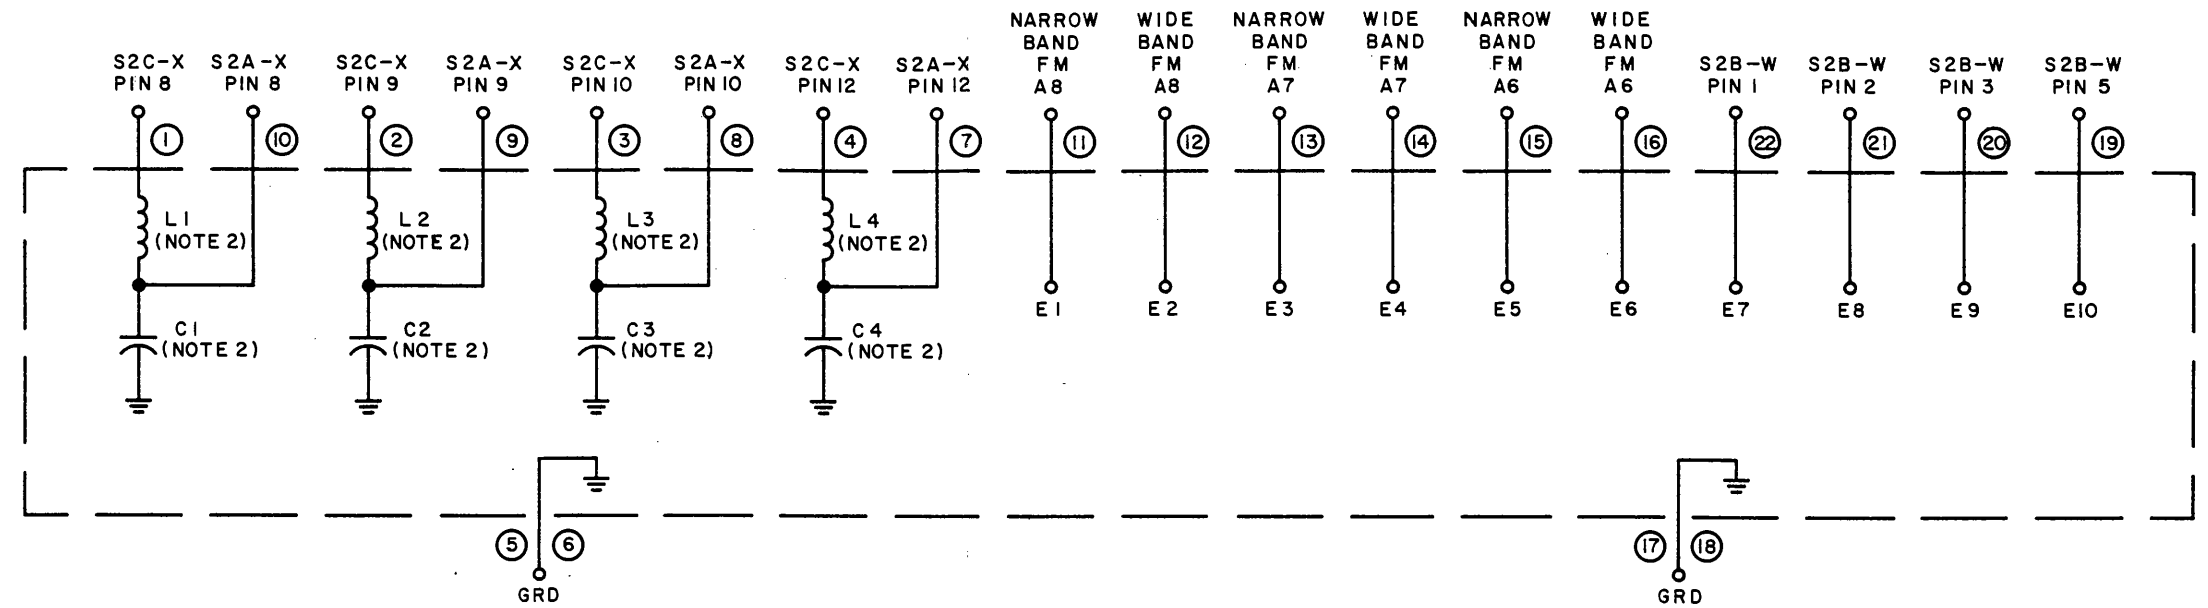 S2C-X
PIN 8
S2A-X
PIN 8
S2C-X
PIN 9
S2A-X
PIN 9
S2C-X
PIN 10
S2A-X
PIN 10
S2C-X
PIN 12
S2A-X
PIN 12
NARROW
BAND
FM
A8
WIDE
BAND
FM
A8
NARROW
BAND
FM
A7
WIDE
BAND
FM
A7
NARROW
BAND
FM
A6
WIDE
BAND
FM
A6
S2B-W
PIN 1
S2B-W
PIN 2
S2B-W
PIN 3
S2B-W
PIN 5
1
10
2
9
3
8
4
7
11
12
13
14
15
16
22
21
20
19
L1
(NOTE 2)
L2
(NOTE 2)
L3
(NOTE 2)
L4
(NOTE 2)
E1
E2
E3
E4
E5
E6
E7
E8
E9
E10
C1
(NOTE 2)
C2
(NOTE 2)
C3
(NOTE 2)
C4
(NOTE 2)
5
6
GRD
17
18
GRD